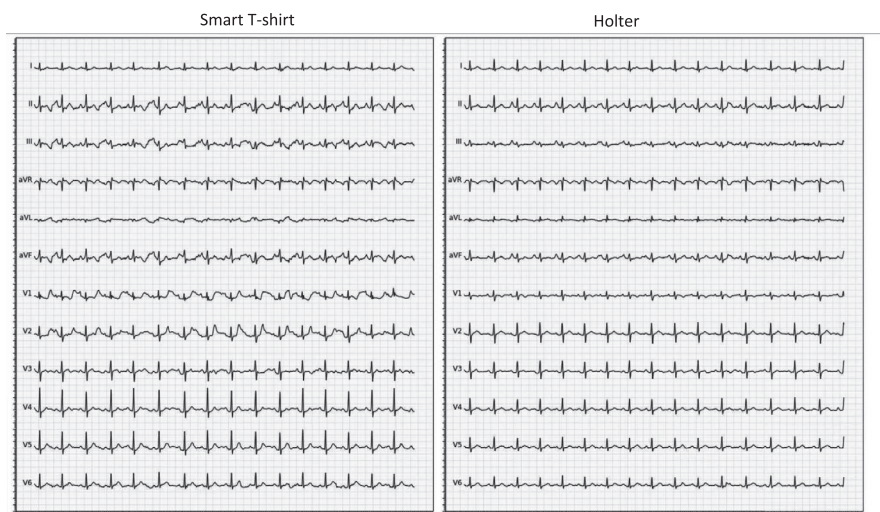 Smart T-shirt
Holter
I
II
III
aVR
aVL
aVF
V1
V2
V3
V4
V5
V6
I
II
III
aVR
aVL
aVF
V1
V2
V3
V4
V5
V6